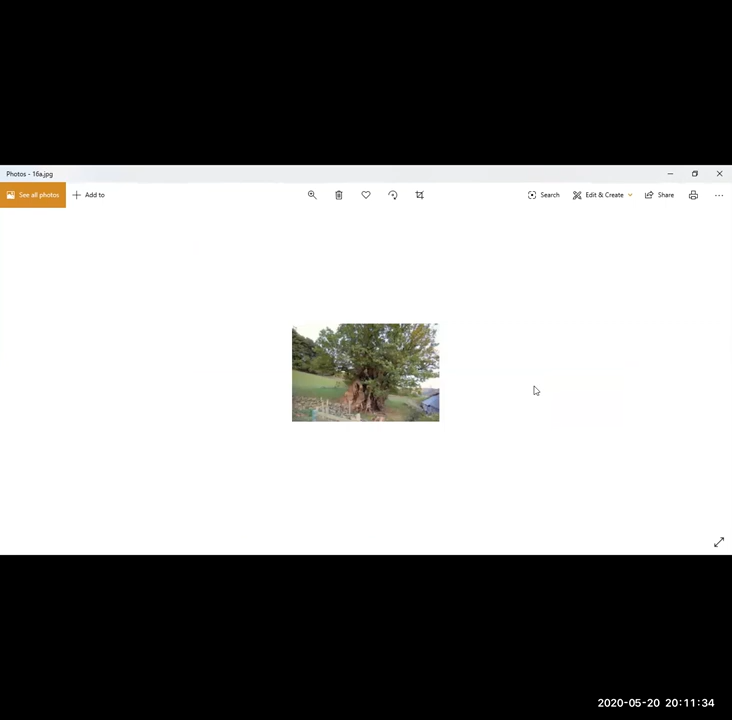 Photos - 16a.jpg
See all photos
Add to
Search
Edit & Create
Share
2020-05-20 20:11:34